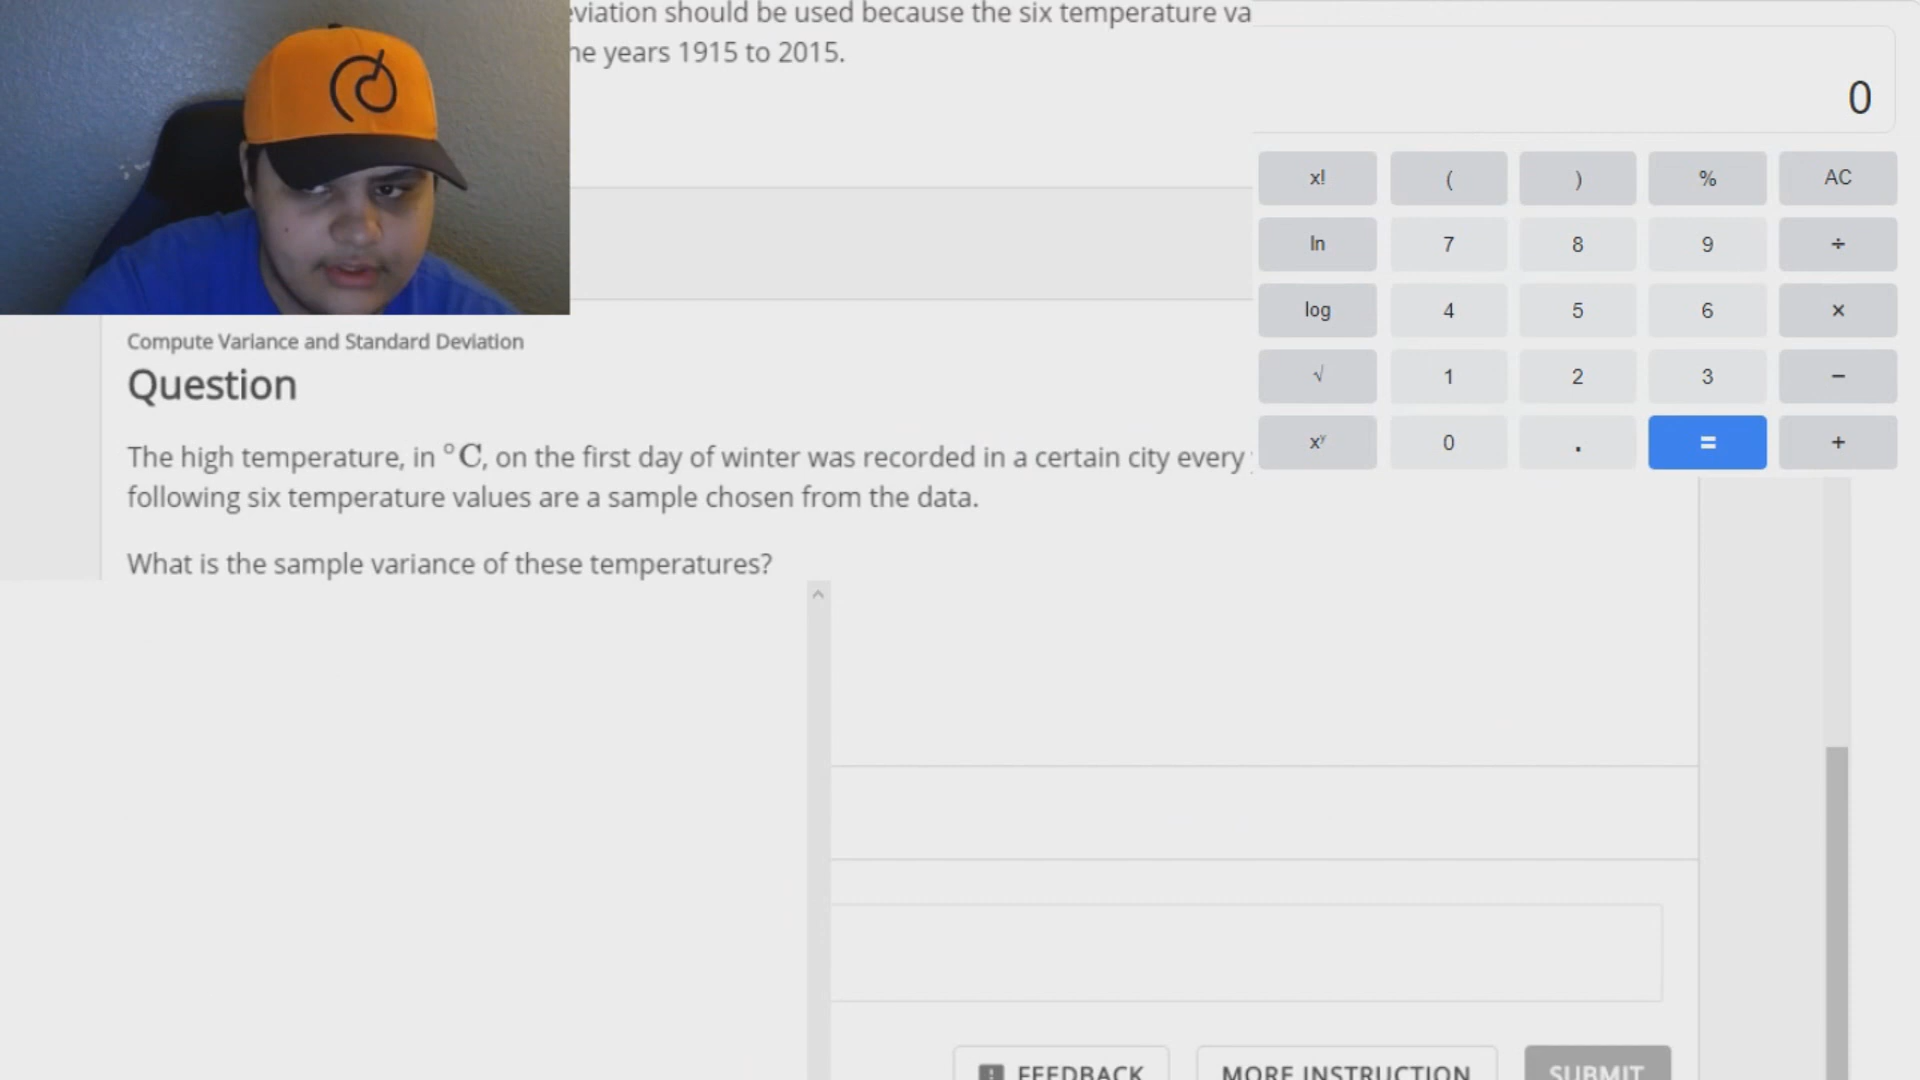 eviation should be used because the six temperature va
he years 1915 to 2015.
0
x! ( ) % AC
ln 7 8 9 ÷
log 4 5 6 ×
√ 1 2 3 −
xʸ 0 . = +
Compute Variance and Standard Deviation
Question
The high temperature, in °C, on the first day of winter was recorded in a certain city every
following six temperature values are a sample chosen from the data.
What is the sample variance of these temperatures?
FEEDBACK
MORE INSTRUCTION
SUBMIT